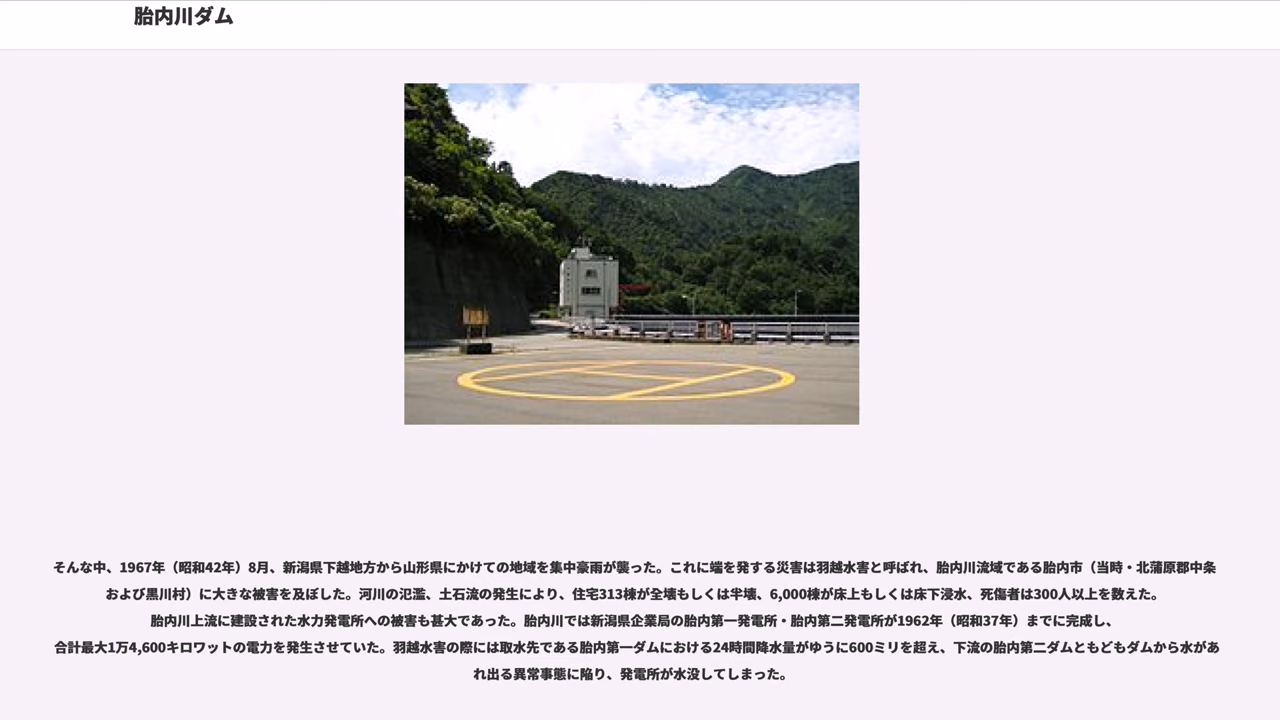 胎内川ダム
そんな中、1967年（昭和42年）8月、新潟県下越地方から山形県にかけての地域を集中豪雨が襲った。これに端を発する災害は羽越水害と呼ばれ、胎内川流域である胎内市（当時・北蒲原郡中条
および黒川村）に大きな被害を及ぼした。河川の氾濫、土石流の発生により、住宅313棟が全壊もしくは半壊、6,000棟が床上もしくは床下浸水、死傷者は300人以上を数えた。
胎内川上流に建設された水力発電所への被害も甚大であった。胎内川では新潟県企業局の胎内第一発電所・胎内第二発電所が1962年（昭和37年）までに完成し、
合計最大1万4,600キロワットの電力を発生させていた。羽越水害の際には取水先である胎内第一ダムにおける24時間降水量がゆうに600ミリを超え、下流の胎内第二ダムともどもダムから水があ
れ出る異常事態に陥り、発電所が水没してしまった。